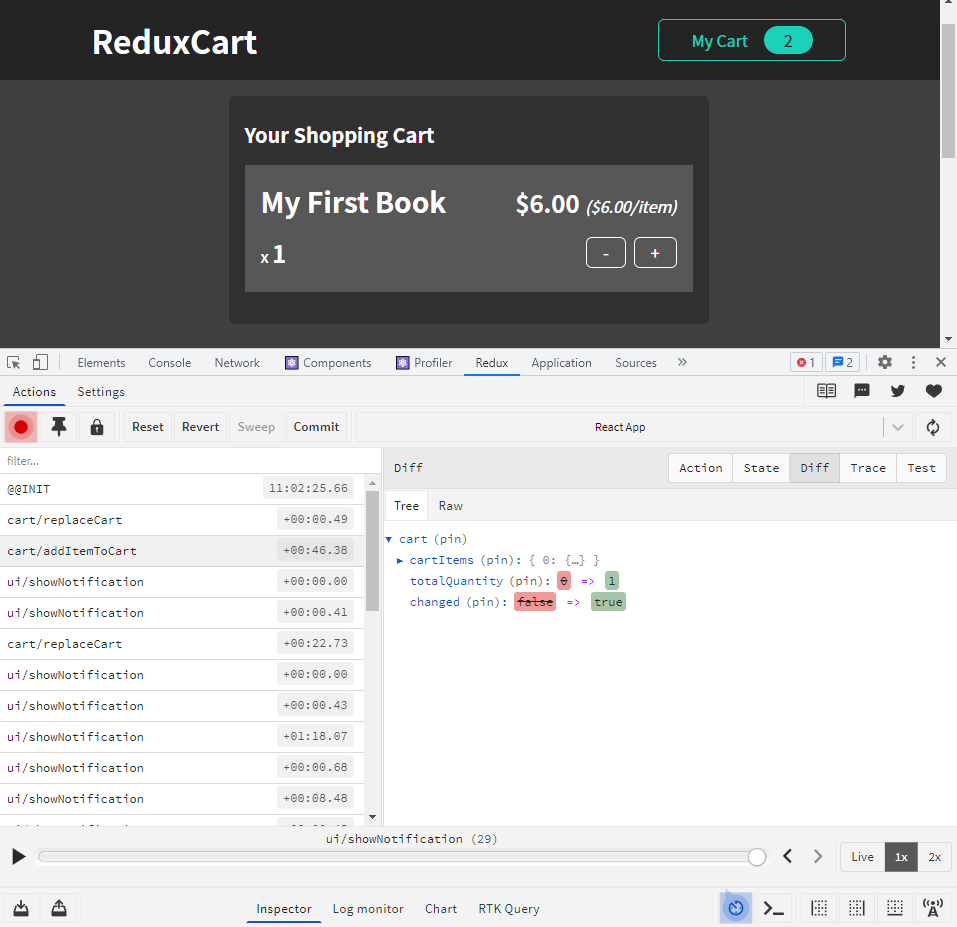 ReduxCart
My Cart 2
Your Shopping Cart
My First Book $6.00 ($6.00/item)
x 1 - +
Elements Console Network Components Profiler Redux Application Sources » 1 2
Actions Settings
Reset Revert Sweep Commit React App
filter...
Diff Action State Diff Trace Test
@@INIT 11:02:25.66
cart/replaceCart +00:00.49
cart/addItemToCart +00:46.38
ui/showNotification +00:00.00
ui/showNotification +00:00.41
cart/replaceCart +00:22.73
ui/showNotification +00:00.00
ui/showNotification +00:00.43
ui/showNotification +01:18.07
ui/showNotification +00:00.68
ui/showNotification +00:08.48
Tree Raw
cart (pin)
cartItems (pin): { 0: {…} }
totalQuantity (pin): 0 => 1
changed (pin): false => true
ui/showNotification (29)
Live 1x 2x
Inspector Log monitor Chart RTK Query